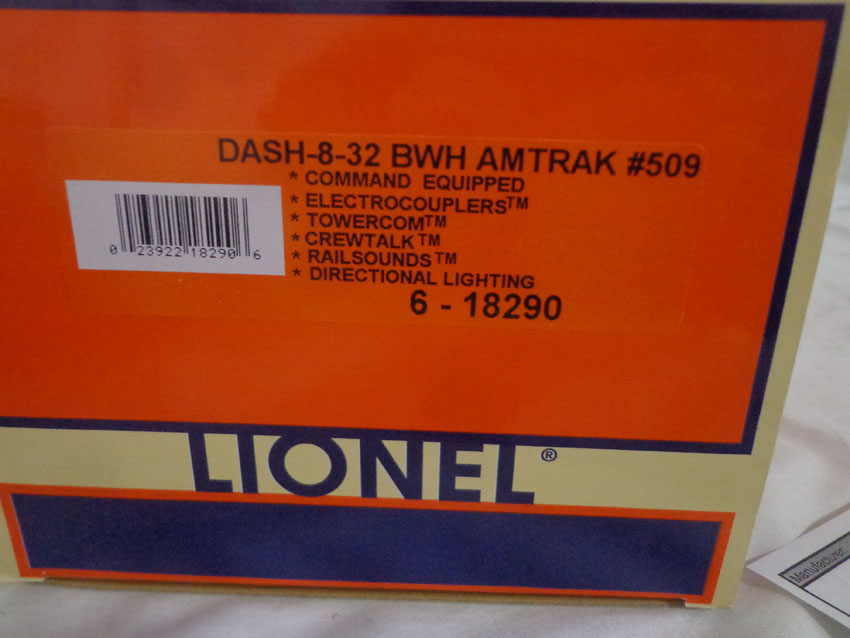 DASH-8-32 BWH AMTRAK #509
* COMMAND EQUIPPED
* ELECTROCOUPLERS™
* TOWERCOM™
* CREWTALK™
* RAILSOUNDS™
* DIRECTIONAL LIGHTING
6 - 18290
0 23922 18290 6
LIONEL®
Manufacturer